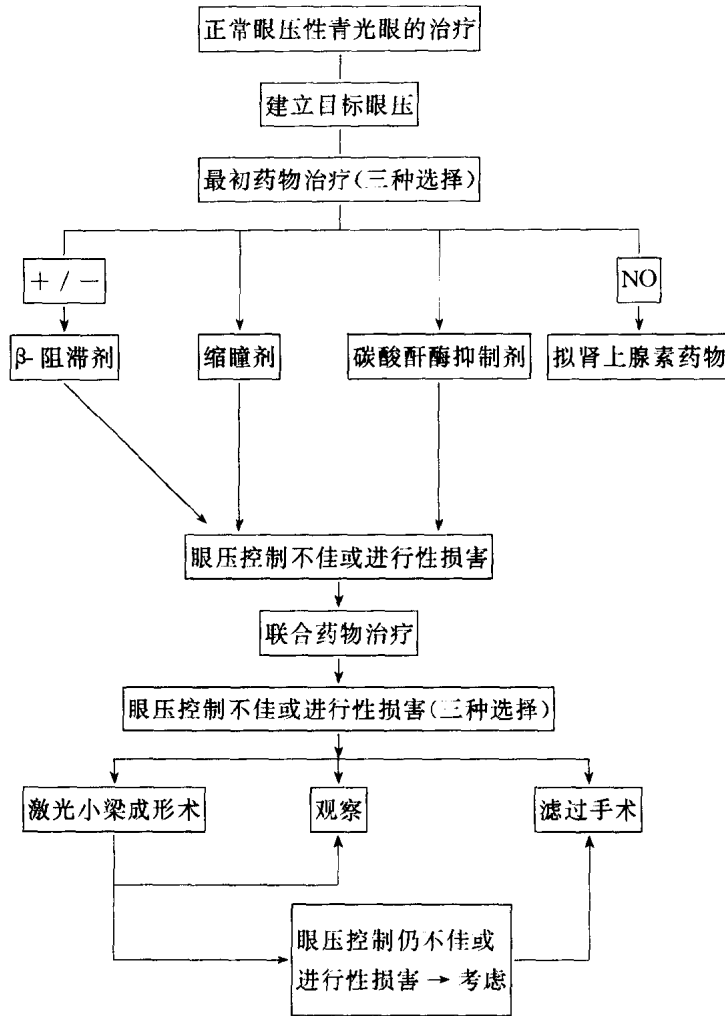 正常眼压性青光眼的治疗
建立目标眼压
最初药物治疗(三种选择)
+ / -
NO
β-阻滞剂
缩瞳剂
碳酸酐酶抑制剂
拟肾上腺素药物
眼压控制不佳或进行性损害
联合药物治疗
眼压控制不佳或进行性损害(三种选择)
激光小梁成形术
观察
滤过手术
眼压控制仍不佳或
进行性损害 → 考虑